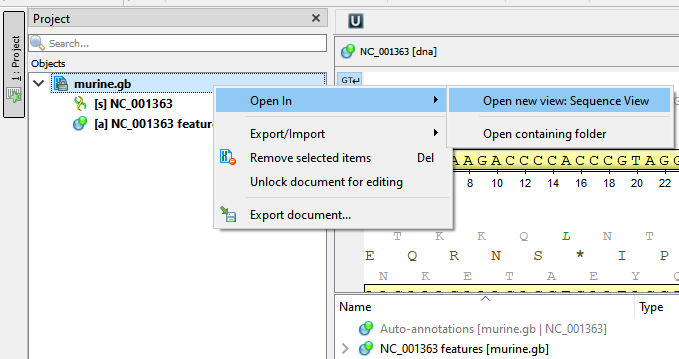 Project
1: Project
Search...
Objects
murine.gb
[s] NC_001363
[a] NC_001363 feature
Open In
Export/Import
Remove selected items Del
Unlock document for editing
Export document...
Open new view: Sequence View
Open containing folder
U
NC_001363 [dna]
GT
A A G A C C C C A C C C G T A G G
8 10 12 14 16 18 20 22
T K K Q L N T
E Q R N S * I P
N K E T A E Y Q
Name Type
Auto-annotations [murine.gb | NC_001363]
NC_001363 features [murine.gb]